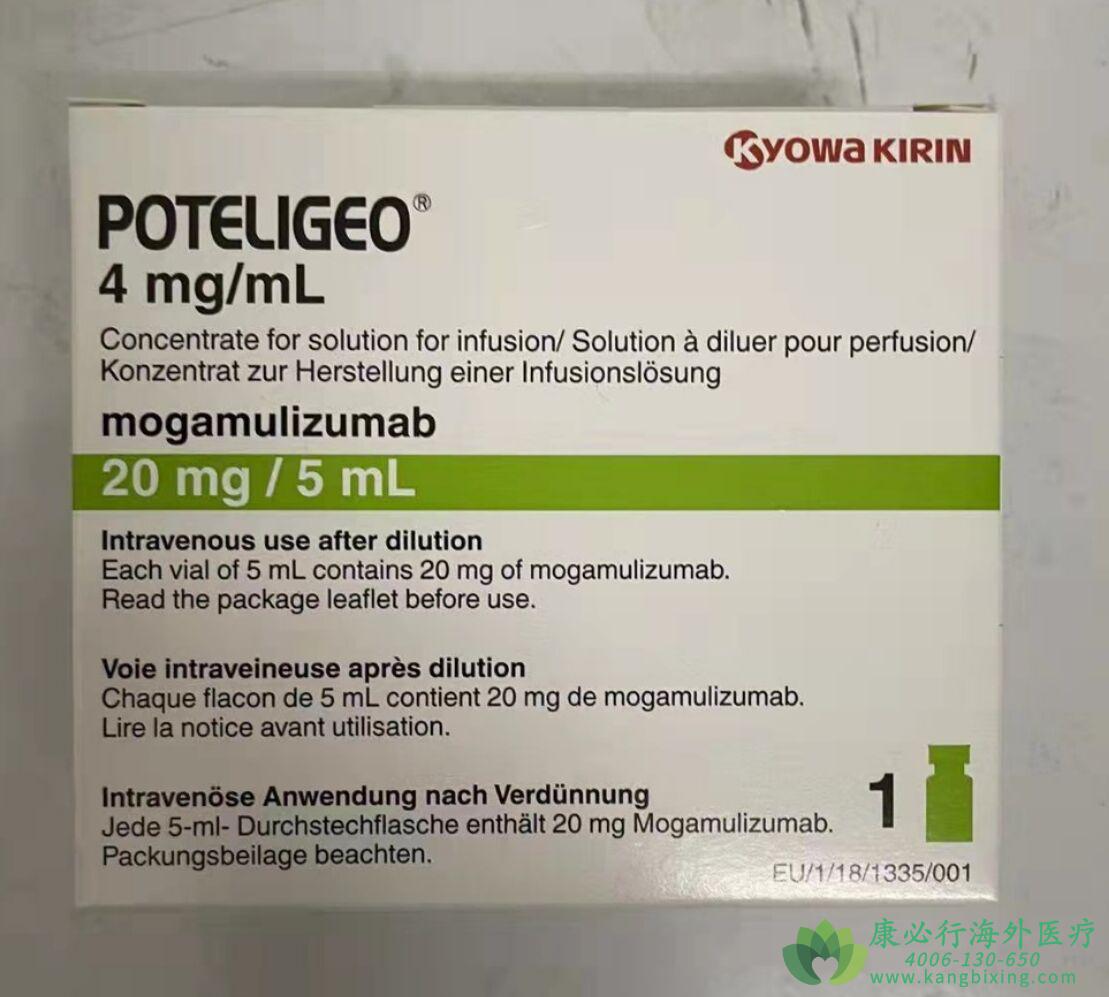 KYOWA KIRIN
POTELIGEO®
4 mg/mL
Concentrate for solution for infusion/ Solution à diluer pour perfusion/
Konzentrat zur Herstellung einer Infusionslösung
mogamulizumab
20 mg / 5 mL
Intravenous use after dilution
Each vial of 5 mL contains 20 mg of mogamulizumab.
Read the package leaflet before use.
Voie intraveineuse après dilution
Chaque flacon de 5 mL contient 20 mg de mogamulizumab.
Lire la notice avant utilisation.
Intravenöse Anwendung nach Verdünnung
Jede 5-ml- Durchstechflasche enthält 20 mg Mogamulizumab.
Packungsbeilage beachten.
1
EU/1/18/1335/001
康必行海外医疗
4006-130-650
www.kangbixing.com